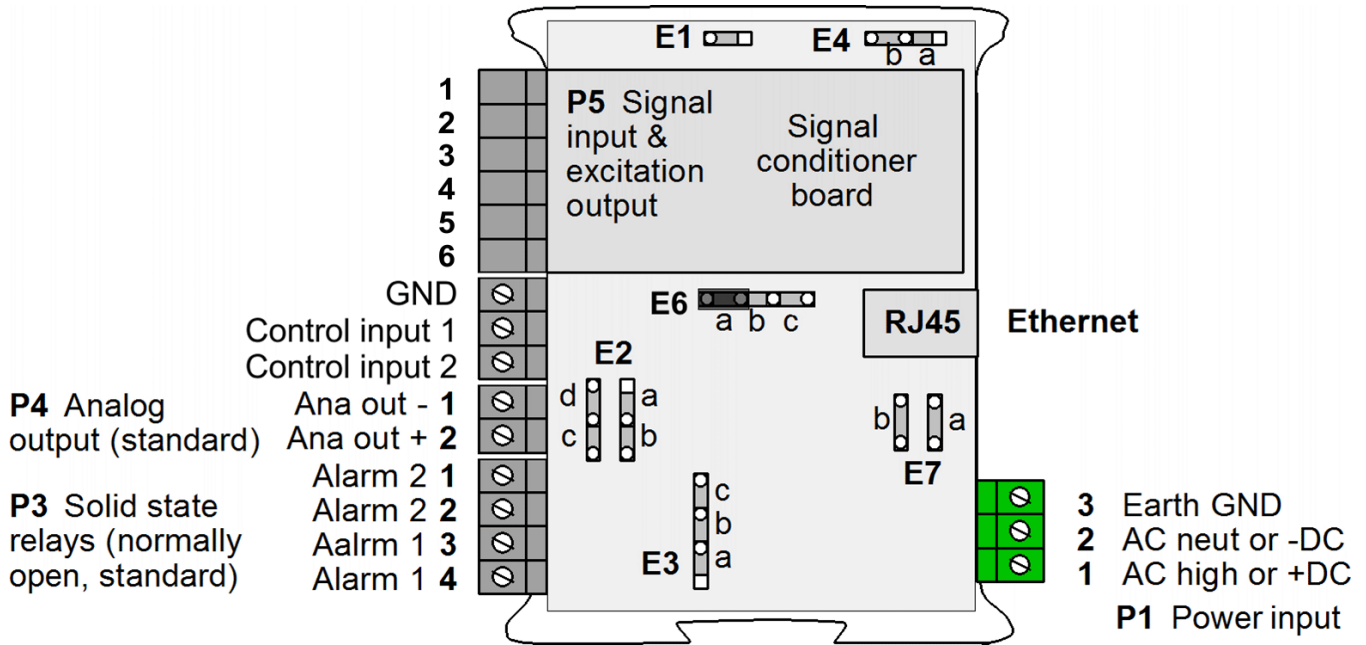 E1
E4
b a
1
2
3
4
5
6
P5 Signal
input &
excitation
output
Signal
conditioner
board
GND
Control input 1
Control input 2
E6
a b c
RJ45 Ethernet
E2
d a
c b
P4 Analog
output (standard)
Ana out - 1
Ana out + 2
b a
E7
P3 Solid state
relays (normally
open, standard)
Alarm 2 1
Alarm 2 2
Aalrm 1 3
Alarm 1 4
c
b
a
E3
3 Earth GND
2 AC neut or -DC
1 AC high or +DC
P1 Power input